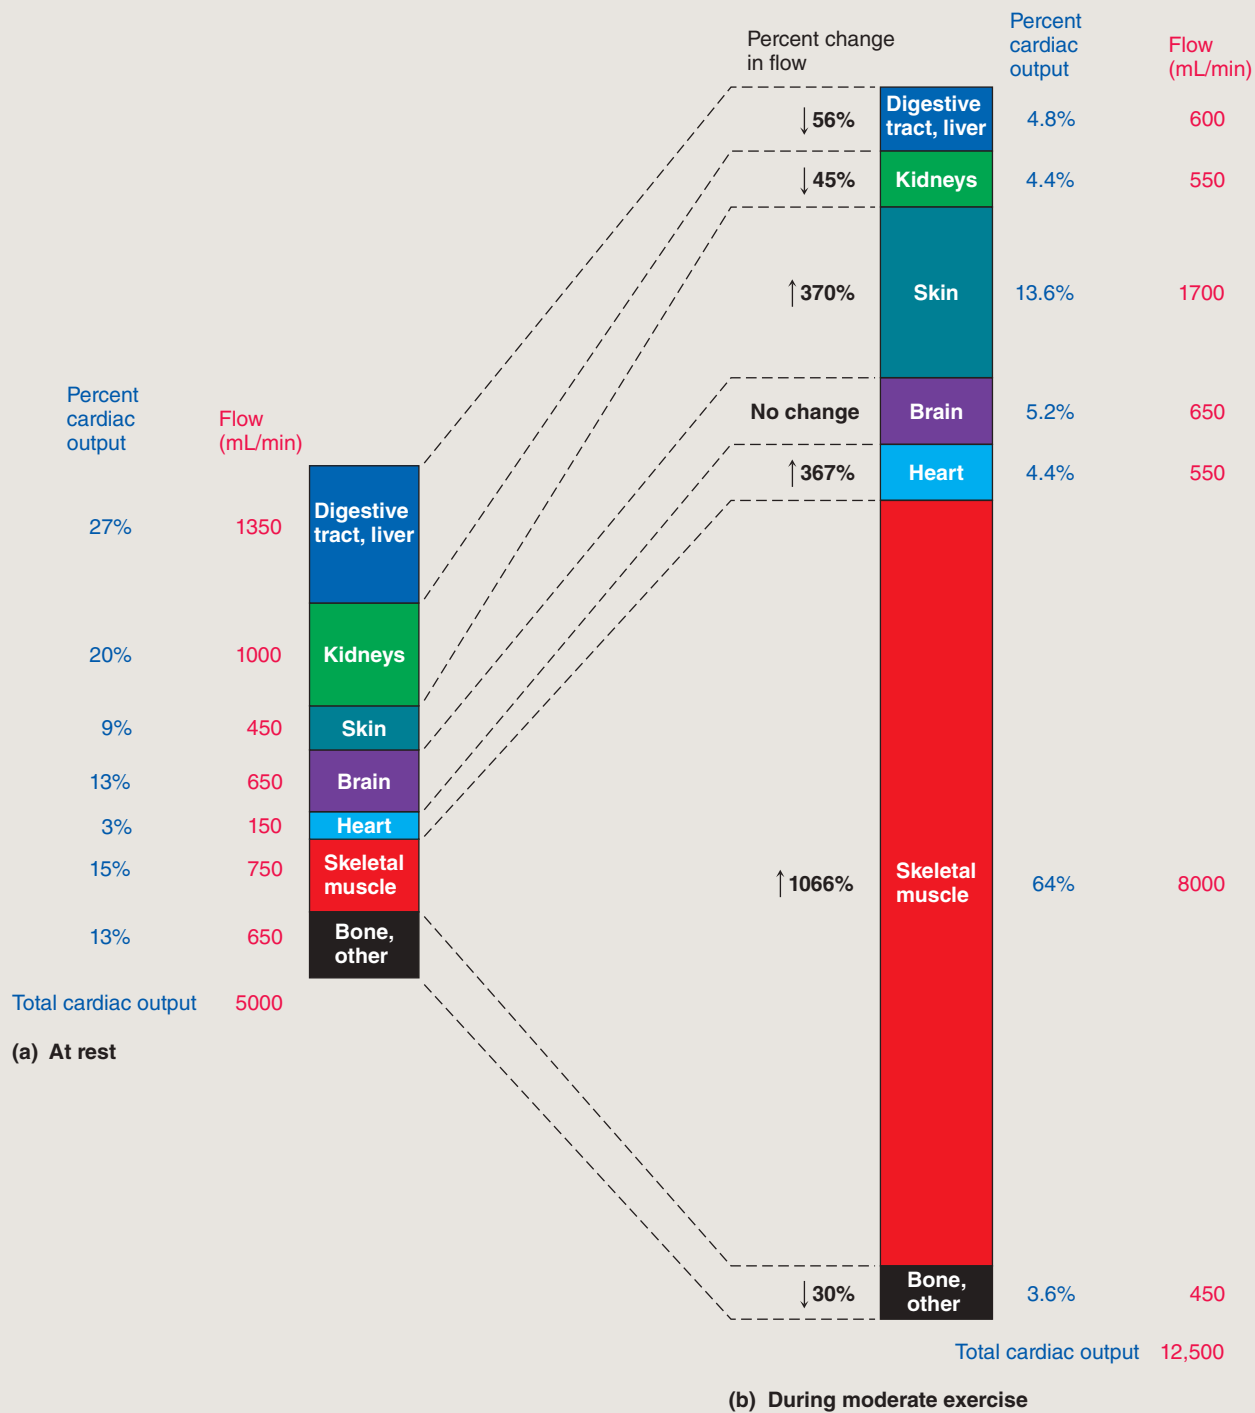 Percent change
in flow
Percent
cardiac
output
Flow
(mL/min)
↓ 56%
Digestive
tract, liver
4.8%
600
↓ 45%
Kidneys
4.4%
550
↑ 370%
Skin
13.6%
1700
No change
Brain
5.2%
650
↑ 367%
Heart
4.4%
550
↑ 1066%
Skeletal
muscle
64%
8000
↓ 30%
Bone,
other
3.6%
450
Total cardiac output 12,500
(b) During moderate exercise
Percent
cardiac
output
Flow
(mL/min)
27%
1350
Digestive
tract, liver
20%
1000
Kidneys
9%
450
Skin
13%
650
Brain
3%
150
Heart
15%
750
Skeletal
muscle
13%
650
Bone,
other
Total cardiac output 5000
(a) At rest